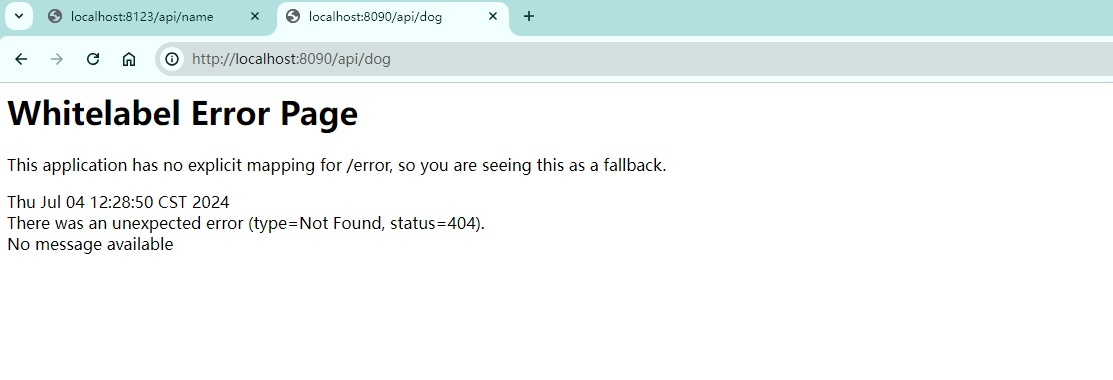 localhost:8123/api/name
localhost:8090/api/dog
http://localhost:8090/api/dog
Whitelabel Error Page
This application has no explicit mapping for /error, so you are seeing this as a fallback.
Thu Jul 04 12:28:50 CST 2024
There was an unexpected error (type=Not Found, status=404).
No message available